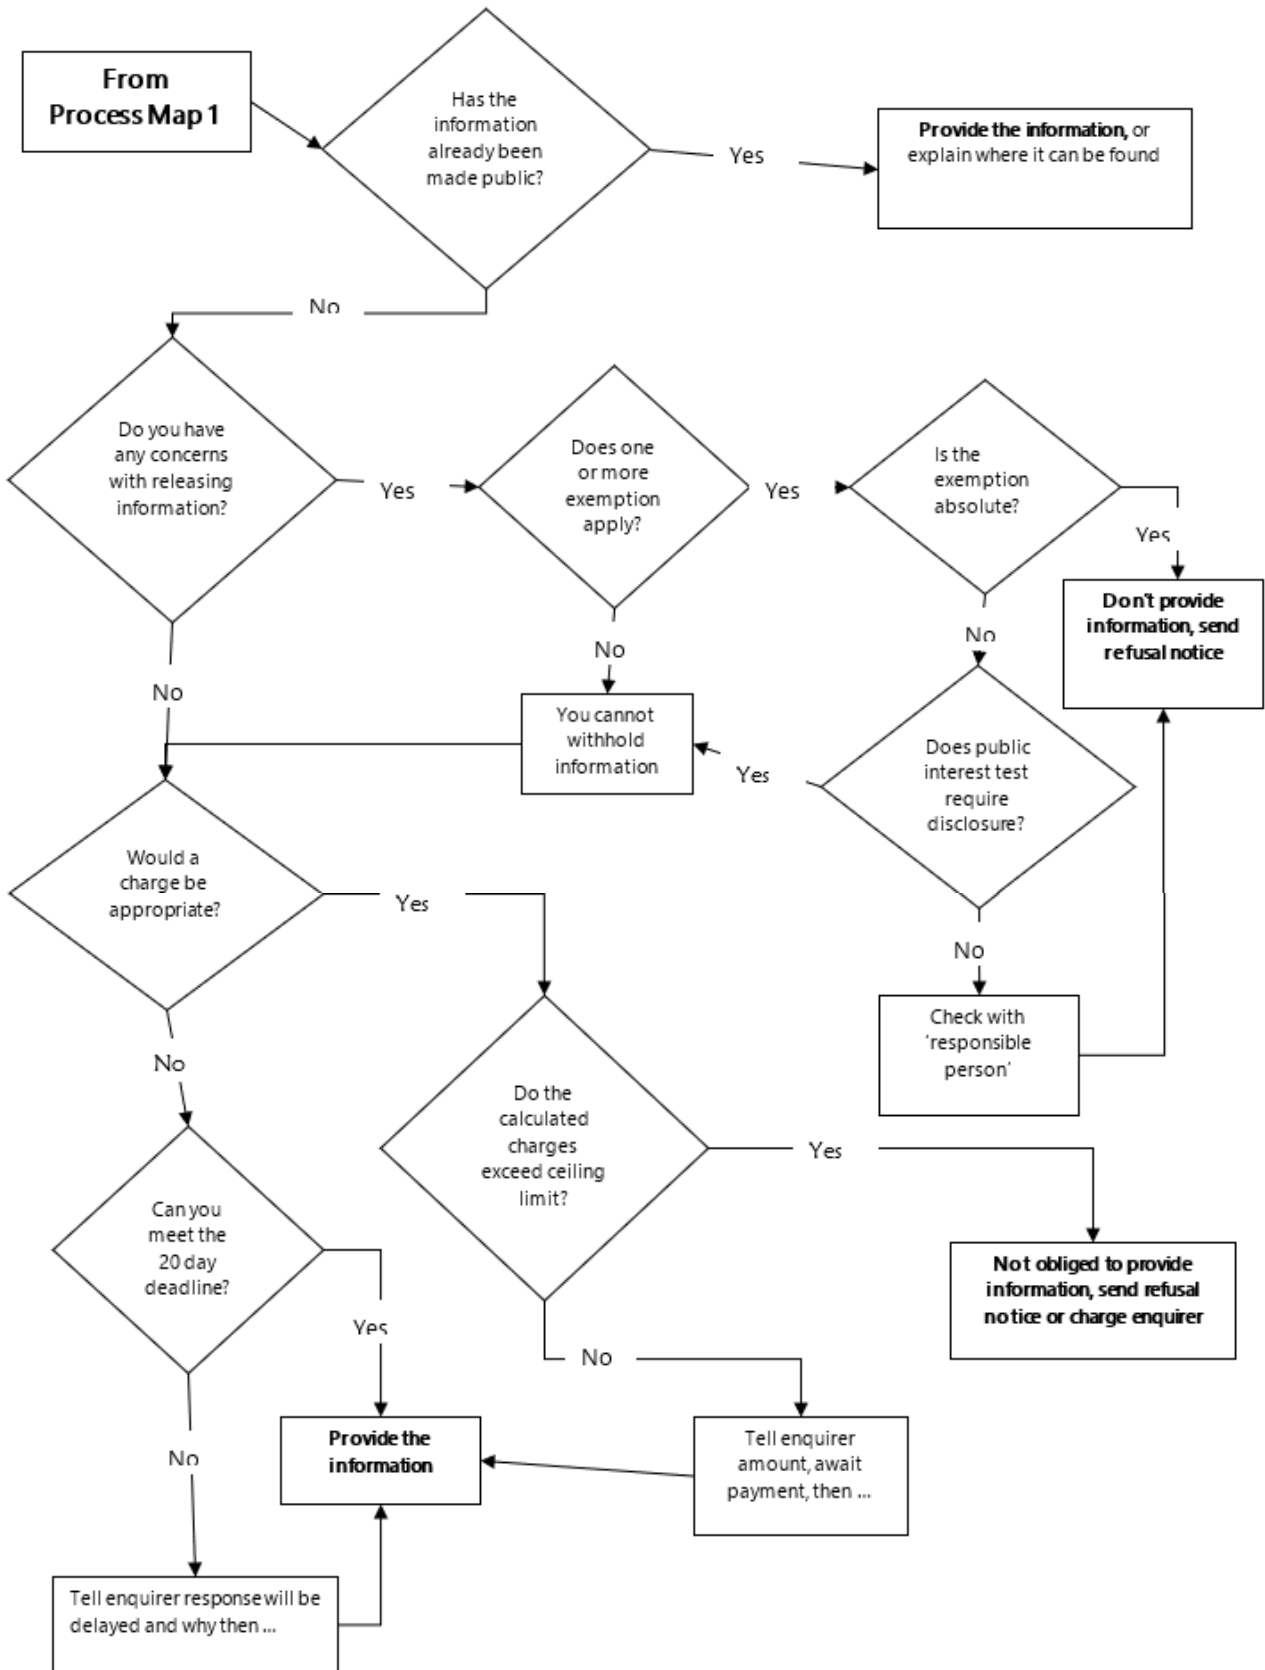 From
Process Map 1
Has the
information
already been
made public?
Yes
Provide the information, or
explain where it can be found
No
Do you have
any concerns
with releasing
information?
Yes
Does one
or more
exemption
apply?
Yes
Is the
exemption
absolute?
Yes
Don't provide
information, send
refusal notice
No
No
No
You cannot
withhold
information
Yes
Does public
interest test
require
disclosure?
Would a
charge be
appropriate?
Yes
No
Check with
‘responsible
person’
No
Do the
calculated
charges
exceed ceiling
limit?
Yes
Not obliged to provide
information, send refusal
notice or charge enquirer
Can you
meet the
20 day
deadline?
Yes
No
No
Provide the
information
Tell enquirer
amount, await
payment, then ...
Tell enquirer response will be
delayed and why then ...